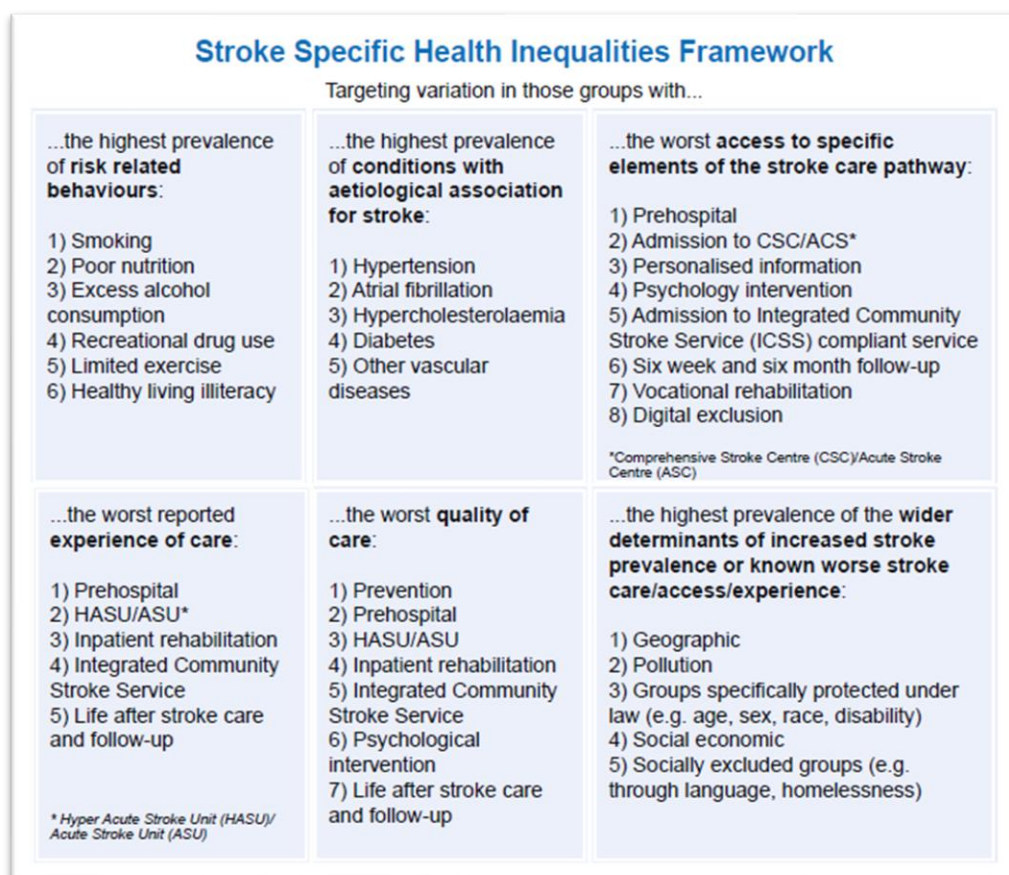 Stroke Specific Health Inequalities Framework
Targeting variation in those groups with...
...the highest prevalence
of risk related
behaviours:
1) Smoking
2) Poor nutrition
3) Excess alcohol
consumption
4) Recreational drug use
5) Limited exercise
6) Healthy living illiteracy
...the highest prevalence
of conditions with
aetiological association
for stroke:
1) Hypertension
2) Atrial fibrillation
3) Hypercholesterolaemia
4) Diabetes
5) Other vascular
diseases
...the worst access to specific
elements of the stroke care pathway:
1) Prehospital
2) Admission to CSC/ACS*
3) Personalised information
4) Psychology intervention
5) Admission to Integrated Community
Stroke Service (ICSS) compliant service
6) Six week and six month follow-up
7) Vocational rehabilitation
8) Digital exclusion
*Comprehensive Stroke Centre (CSC)/Acute Stroke
Centre (ASC)
...the worst reported
experience of care:
1) Prehospital
2) HASU/ASU*
3) Inpatient rehabilitation
4) Integrated Community
Stroke Service
5) Life after stroke care
and follow-up
* Hyper Acute Stroke Unit (HASU)/
Acute Stroke Unit (ASU)
...the worst quality of
care:
1) Prevention
2) Prehospital
3) HASU/ASU
4) Inpatient rehabilitation
5) Integrated Community
Stroke Service
6) Psychological
intervention
7) Life after stroke care
and follow-up
...the highest prevalence of the wider
determinants of increased stroke
prevalence or known worse stroke
care/access/experience:
1) Geographic
2) Pollution
3) Groups specifically protected under
law (e.g. age, sex, race, disability)
4) Social economic
5) Socially excluded groups (e.g.
through language, homelessness)